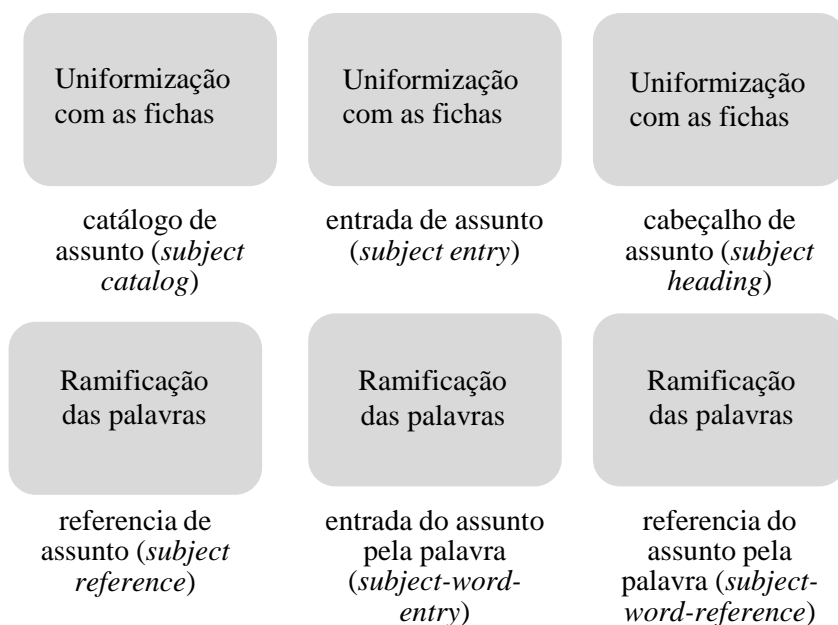 Uniformização
com as fichas
Uniformização
com as fichas
Uniformização
com as fichas
catálogo de
assunto (subject
catalog)
entrada de assunto
(subject entry)
cabeçalho de
assunto (subject
heading)
Ramificação
das palavras
Ramificação
das palavras
Ramificação
das palavras
referencia de
assunto (subject
reference)
entrada do assunto
pela palavra
(subject-word-
entry)
referencia do
assunto pela
palavra (subject-
word-reference)